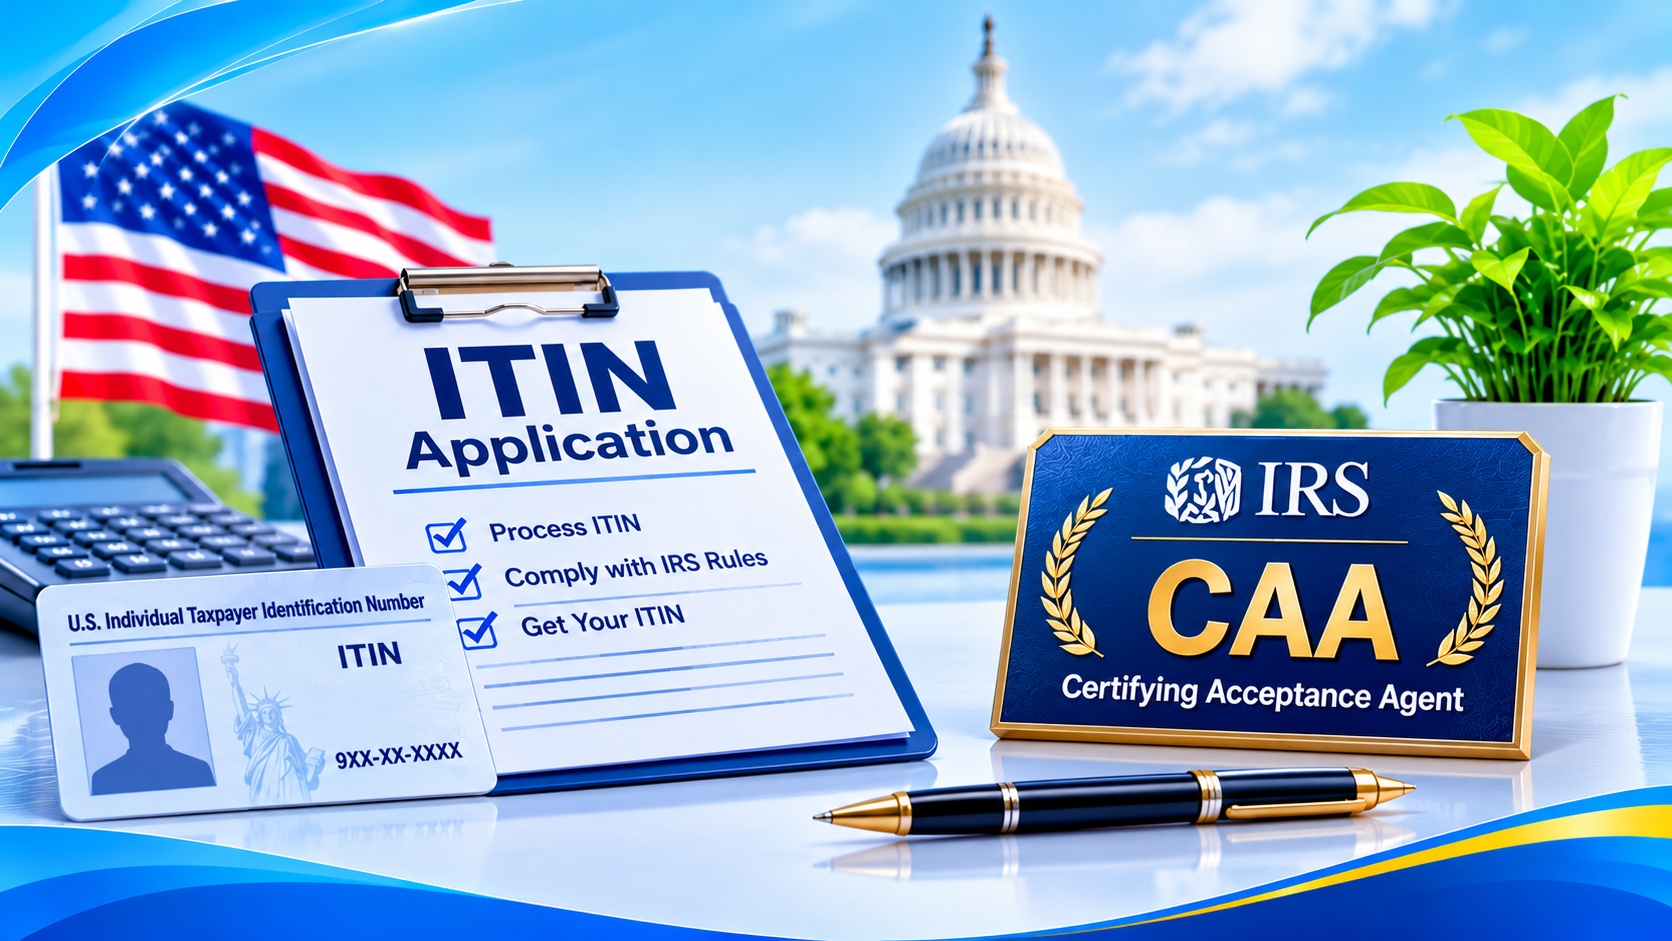 ITIN
Application
Process ITIN
Comply with IRS Rules
Get Your ITIN
U.S. Individual Taxpayer Identification Number
ITIN
9XX-XX-XXXX
IRS
CAA
Certifying Acceptance Agent